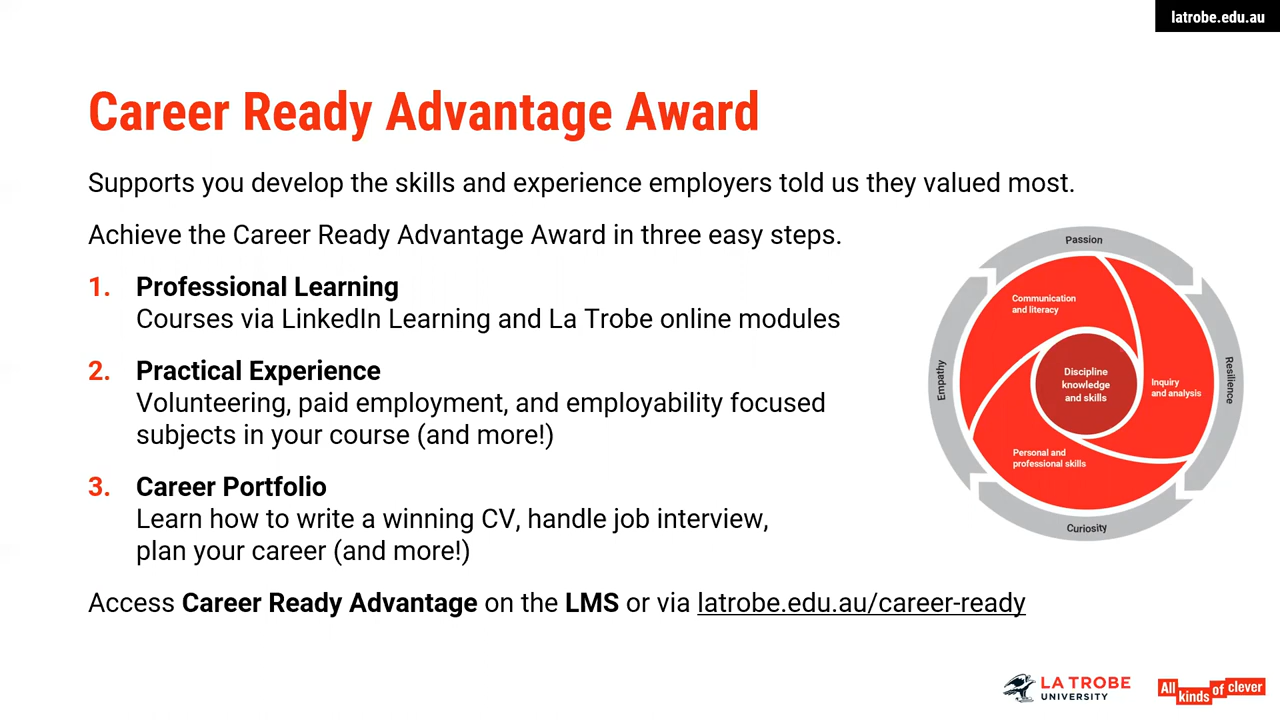 latrobe.edu.au
Career Ready Advantage Award
Supports you develop the skills and experience employers told us they valued most.
Achieve the Career Ready Advantage Award in three easy steps.
1. Professional Learning
Courses via LinkedIn Learning and La Trobe online modules
2. Practical Experience
Volunteering, paid employment, and employability focused
subjects in your course (and more!)
3. Career Portfolio
Learn how to write a winning CV, handle job interview,
plan your career (and more!)
Access Career Ready Advantage on the LMS or via latrobe.edu.au/career-ready
Passion
Communication
and literacy
Empathy
Discipline
knowledge
and skills
Inquiry
and analysis
Resilience
Personal and
professional skills
Curiosity
LA TROBE
UNIVERSITY
All kinds of clever